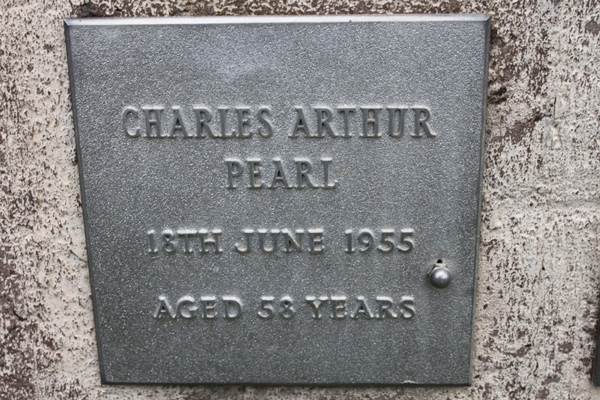 CHARLES ARTHUR
PEARL
18TH JUNE 1955
AGED 58 YEARS